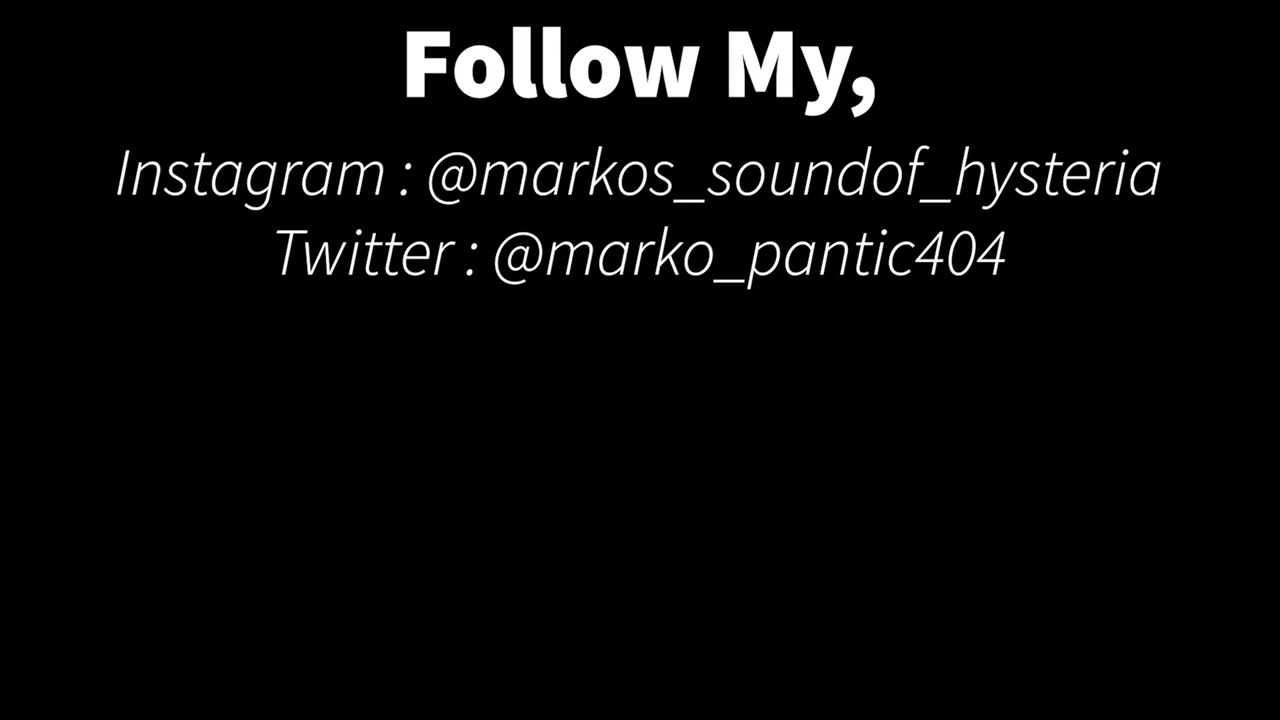 Follow My,
Instagram : @markos_soundof_hysteria
Twitter : @marko_pantic404